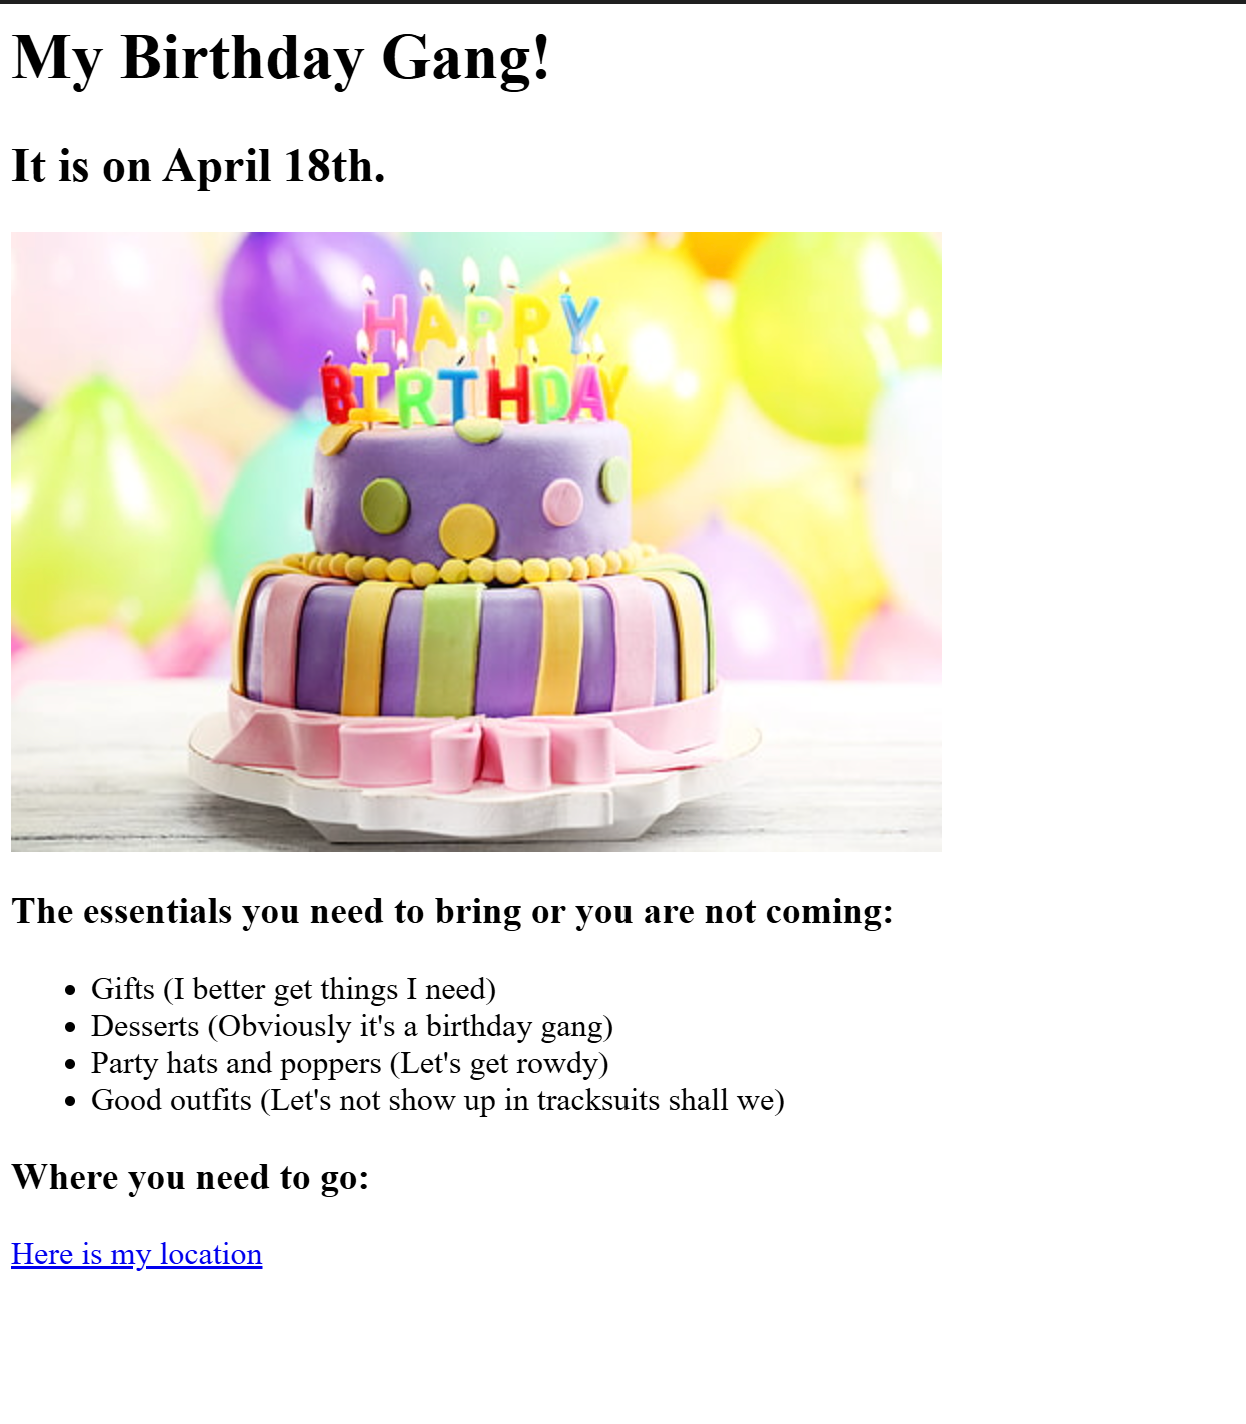 My Birthday Gang!
It is on April 18th.
HAPPY
BIRTHDAY
The essentials you need to bring or you are not coming:
Gifts (I better get things I need)
Desserts (Obviously it's a birthday gang)
Party hats and poppers (Let's get rowdy)
Good outfits (Let's not show up in tracksuits shall we)
Where you need to go:
Here is my location